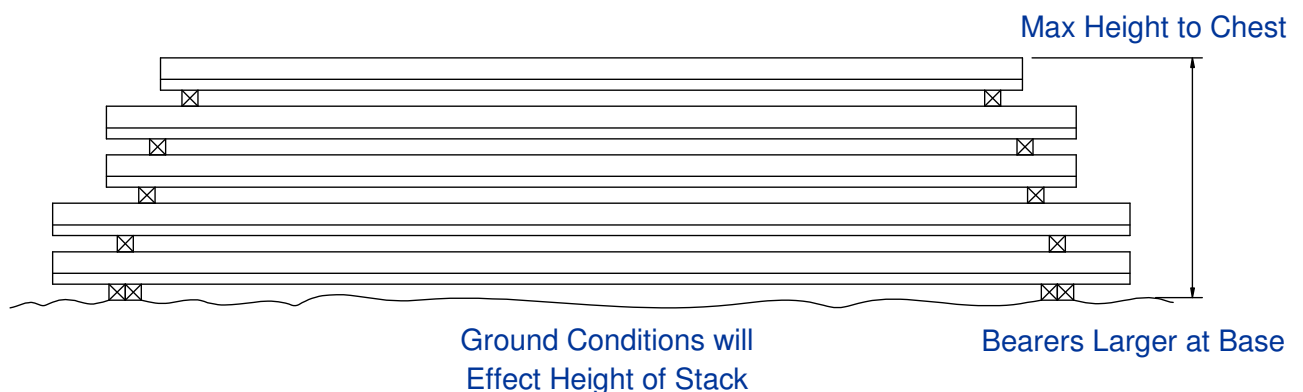 Max Height to Chest
Ground Conditions will
Effect Height of Stack
Bearers Larger at Base